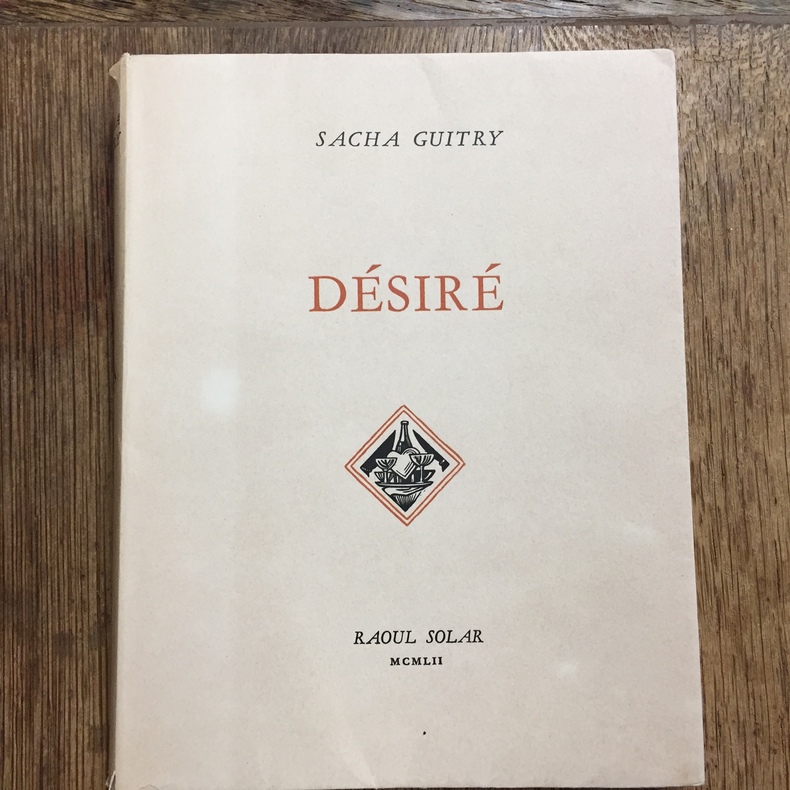 SACHA GUITRY
DÉSIRÉ
RAOUL SOLAR
MCMLII